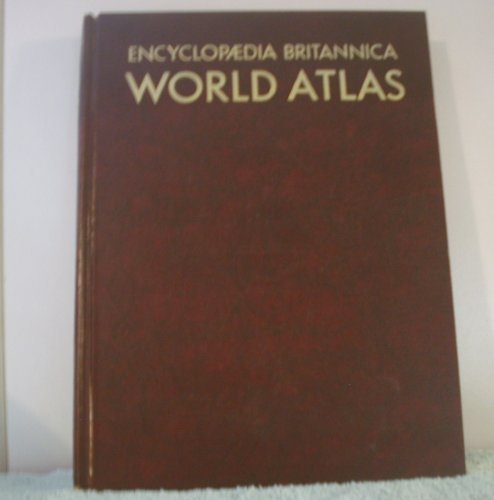 ENCYCLOPÆDIA BRITANNICA
WORLD ATLAS